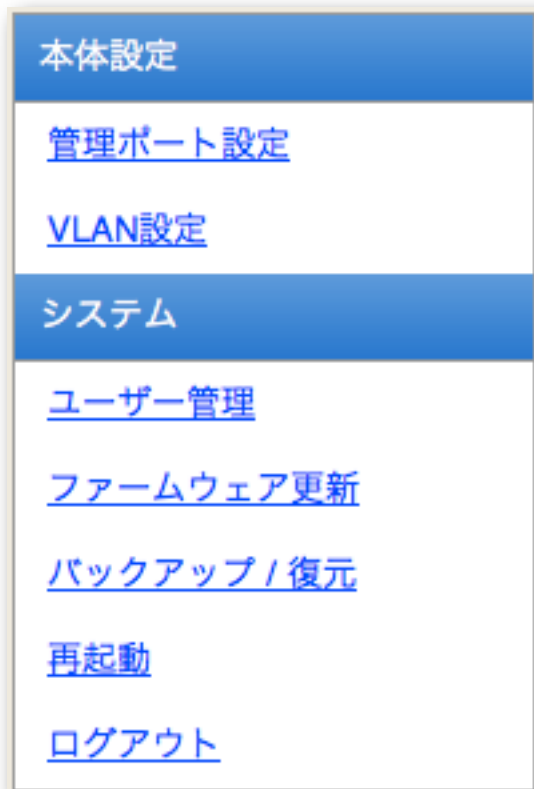 本体設定
管理ポート設定
VLAN設定
システム
ユーザー管理
ファームウェア更新
バックアップ / 復元
再起動
ログアウト